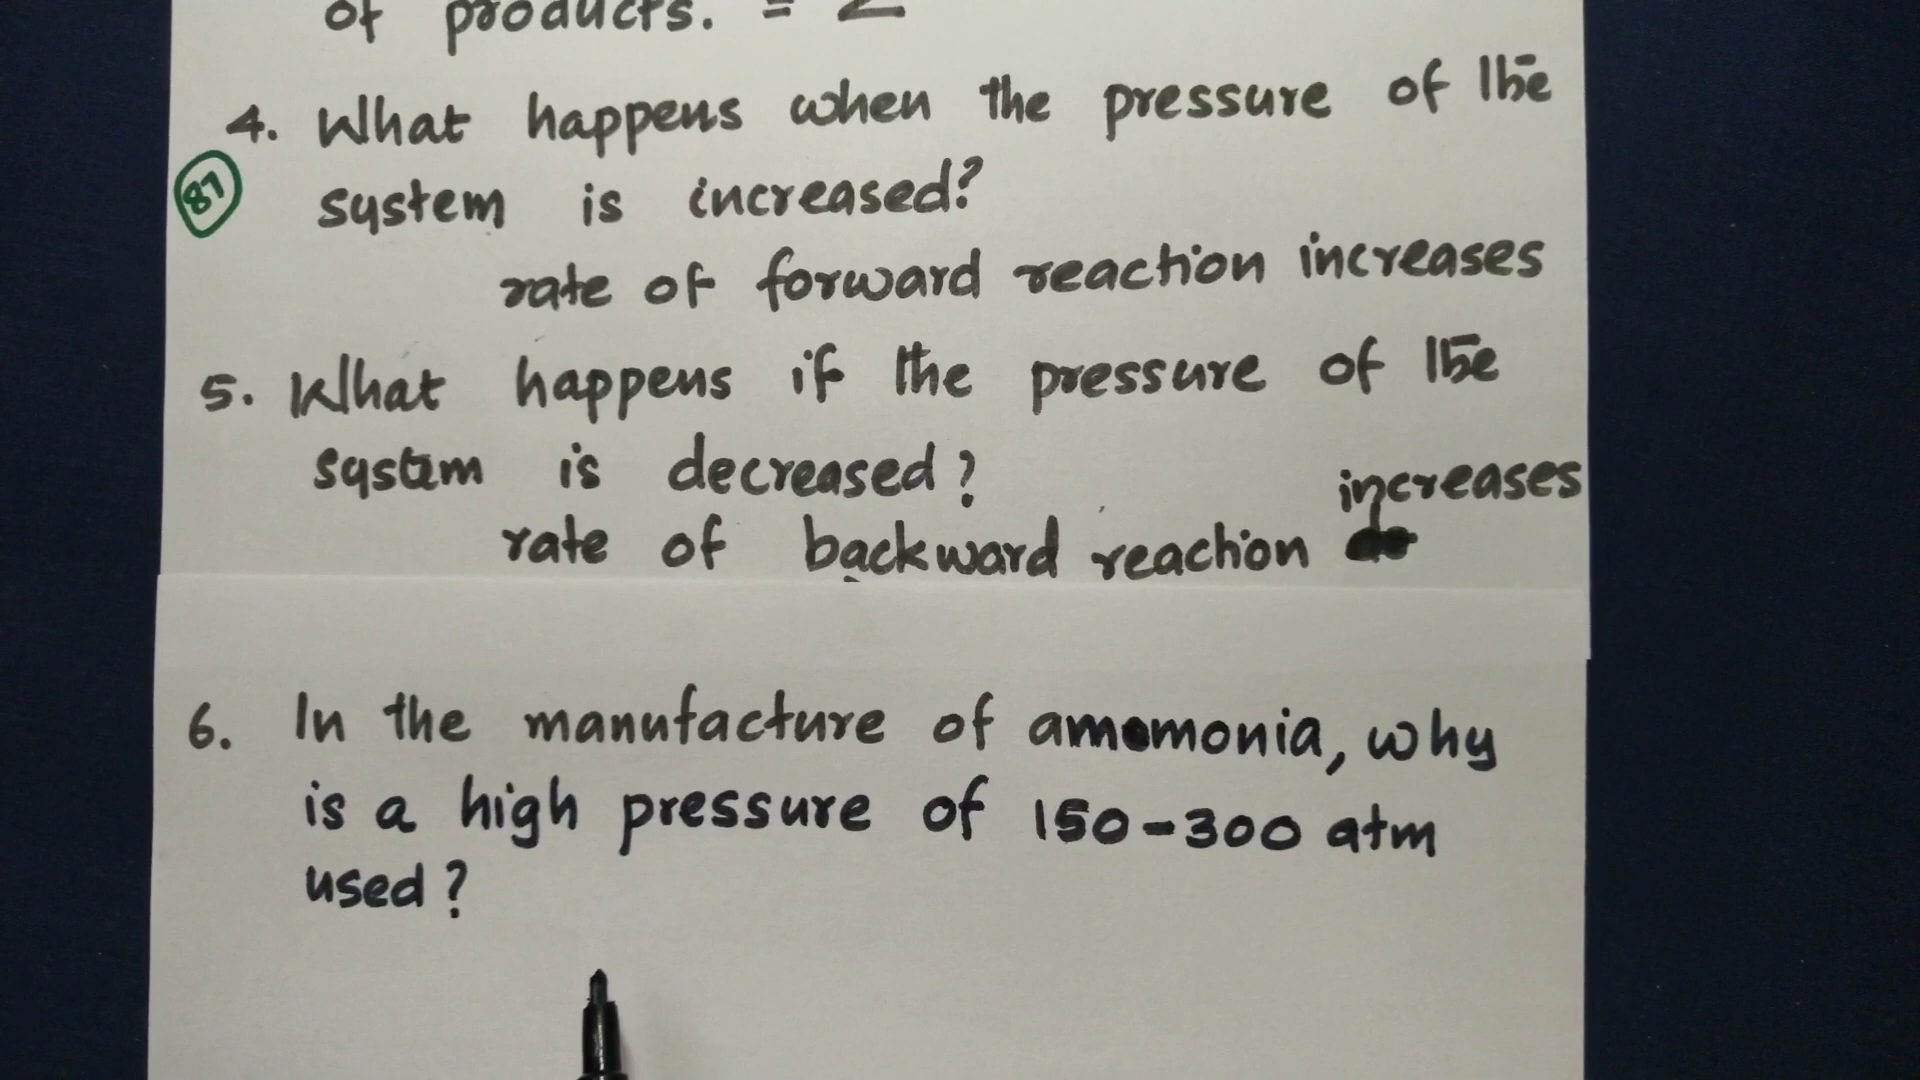 of products. = 2
4. What happens when the pressure of the
87
system is increased?
rate of forward reaction increases
5. What happens if the pressure of the
system is decreased?
increases
rate of backward reaction
6. In the manufacture of ammonia, why
is a high pressure of 150-300 atm
used?